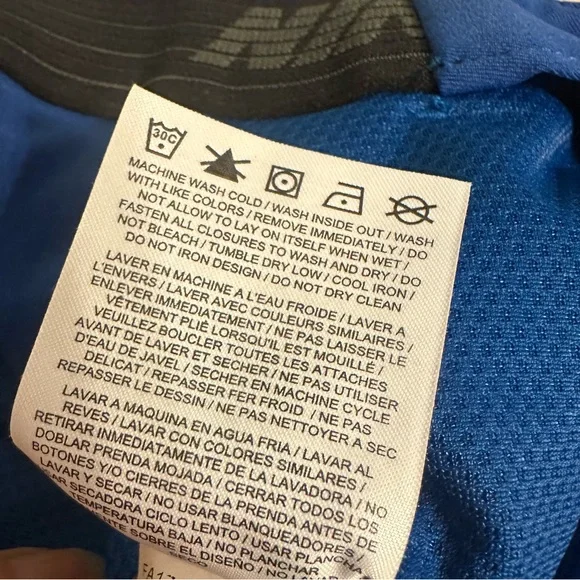 30C
MACHINE WASH COLD / WASH INSIDE OUT / WASH
WITH LIKE COLORS / REMOVE IMMEDIATELY / DO
NOT ALLOW TO LAY ON ITSELF WHEN WET /
FASTEN ALL CLOSURES TO WASH AND DRY / DO
NOT BLEACH / TUMBLE DRY LOW / COOL IRON /
DO NOT IRON DESIGN / DO NOT DRY CLEAN
LAVER EN MACHINE A L'EAU FROIDE / LAVER A
L'ENVERS / LAVER AVEC COULEURS SIMILAIRES /
ENLEVER IMMÉDIATEMENT / NE PAS LAISSER LE
VÊTEMENT PLIÉ LORSQU'IL EST MOUILLÉ /
VEUILLEZ BOUCLER TOUTES LES ATTACHES
AVANT DE LAVER ET SECHER / NE PAS UTILISER
D'EAU DE JAVEL / SECHER EN MACHINE CYCLE
DELICAT / REPASSER FER FROID / NE PAS
REPASSER LE DESSIN / NE PAS NETTOYER A SEC
LAVAR A MAQUINA EN AGUA FRIA / LAVAR AL
REVES / LAVAR CON COLORES SIMILARES /
RETIRAR INMEDIATAMENTE DE LA LAVADORA / NO
DOBLAR PRENDA MOJADA / CERRAR TODOS LOS
BOTONES Y/O CIERRES DE LA PRENDA ANTES DE
LAVAR Y SECAR / NO USAR BLANQUEADORES /
SECADORA CICLO LENTO / USAR PLANCHA
TEMPERATURA BAJA / NO PLANCHAR
SOBRE EL DISEÑO / NO LAVAR
SECO